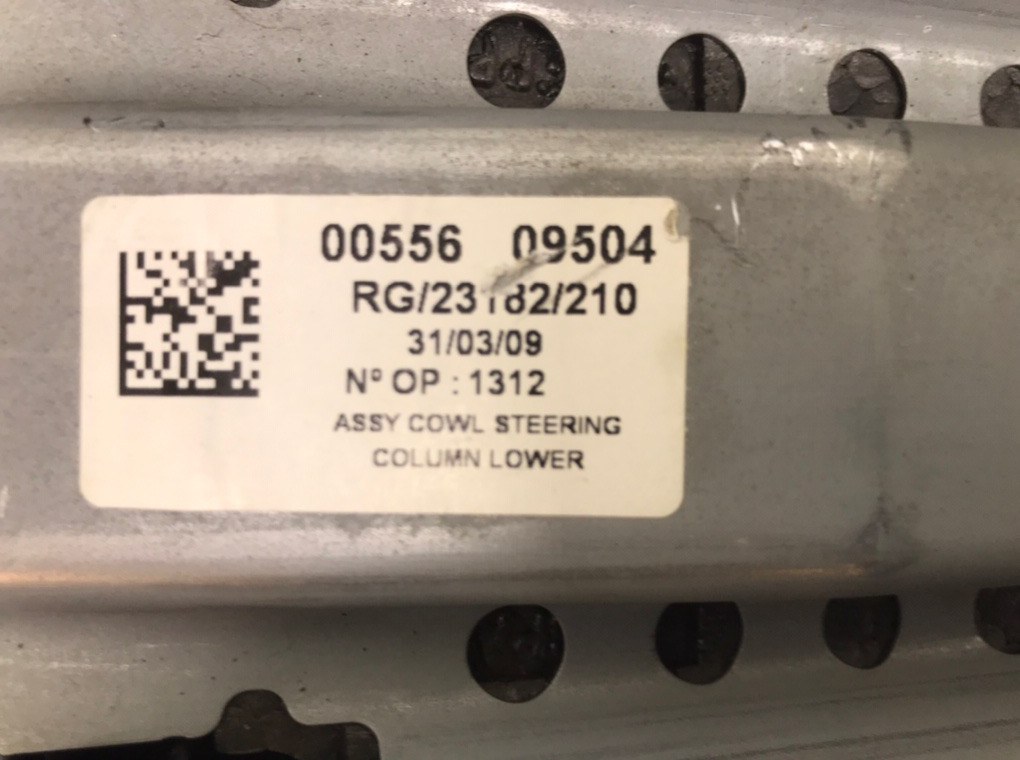 00556 09504
RG/23182/210
31/03/09
Nº OP : 1312
ASSY COWL STEERING
COLUMN LOWER